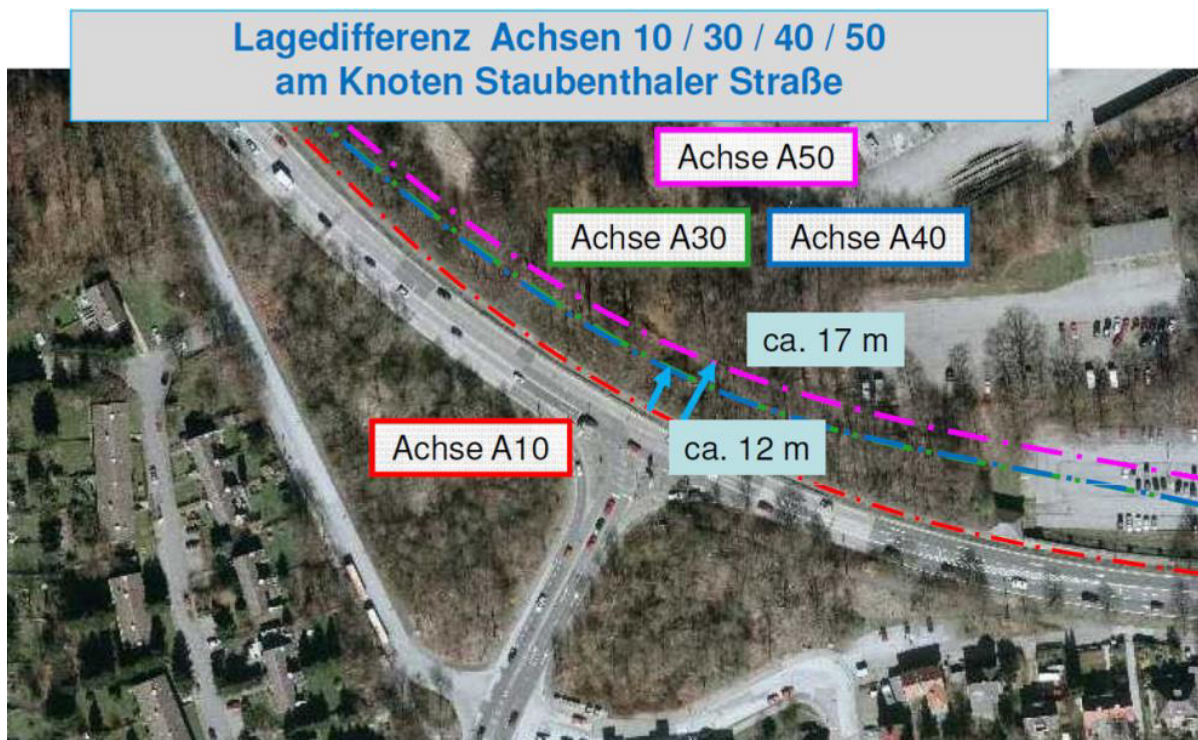 Lagedifferenz Achsen 10 / 30 / 40 / 50
am Knoten Staubenthaler Straße
Achse A50
Achse A30
Achse A40
ca. 17 m
Achse A10
ca. 12 m